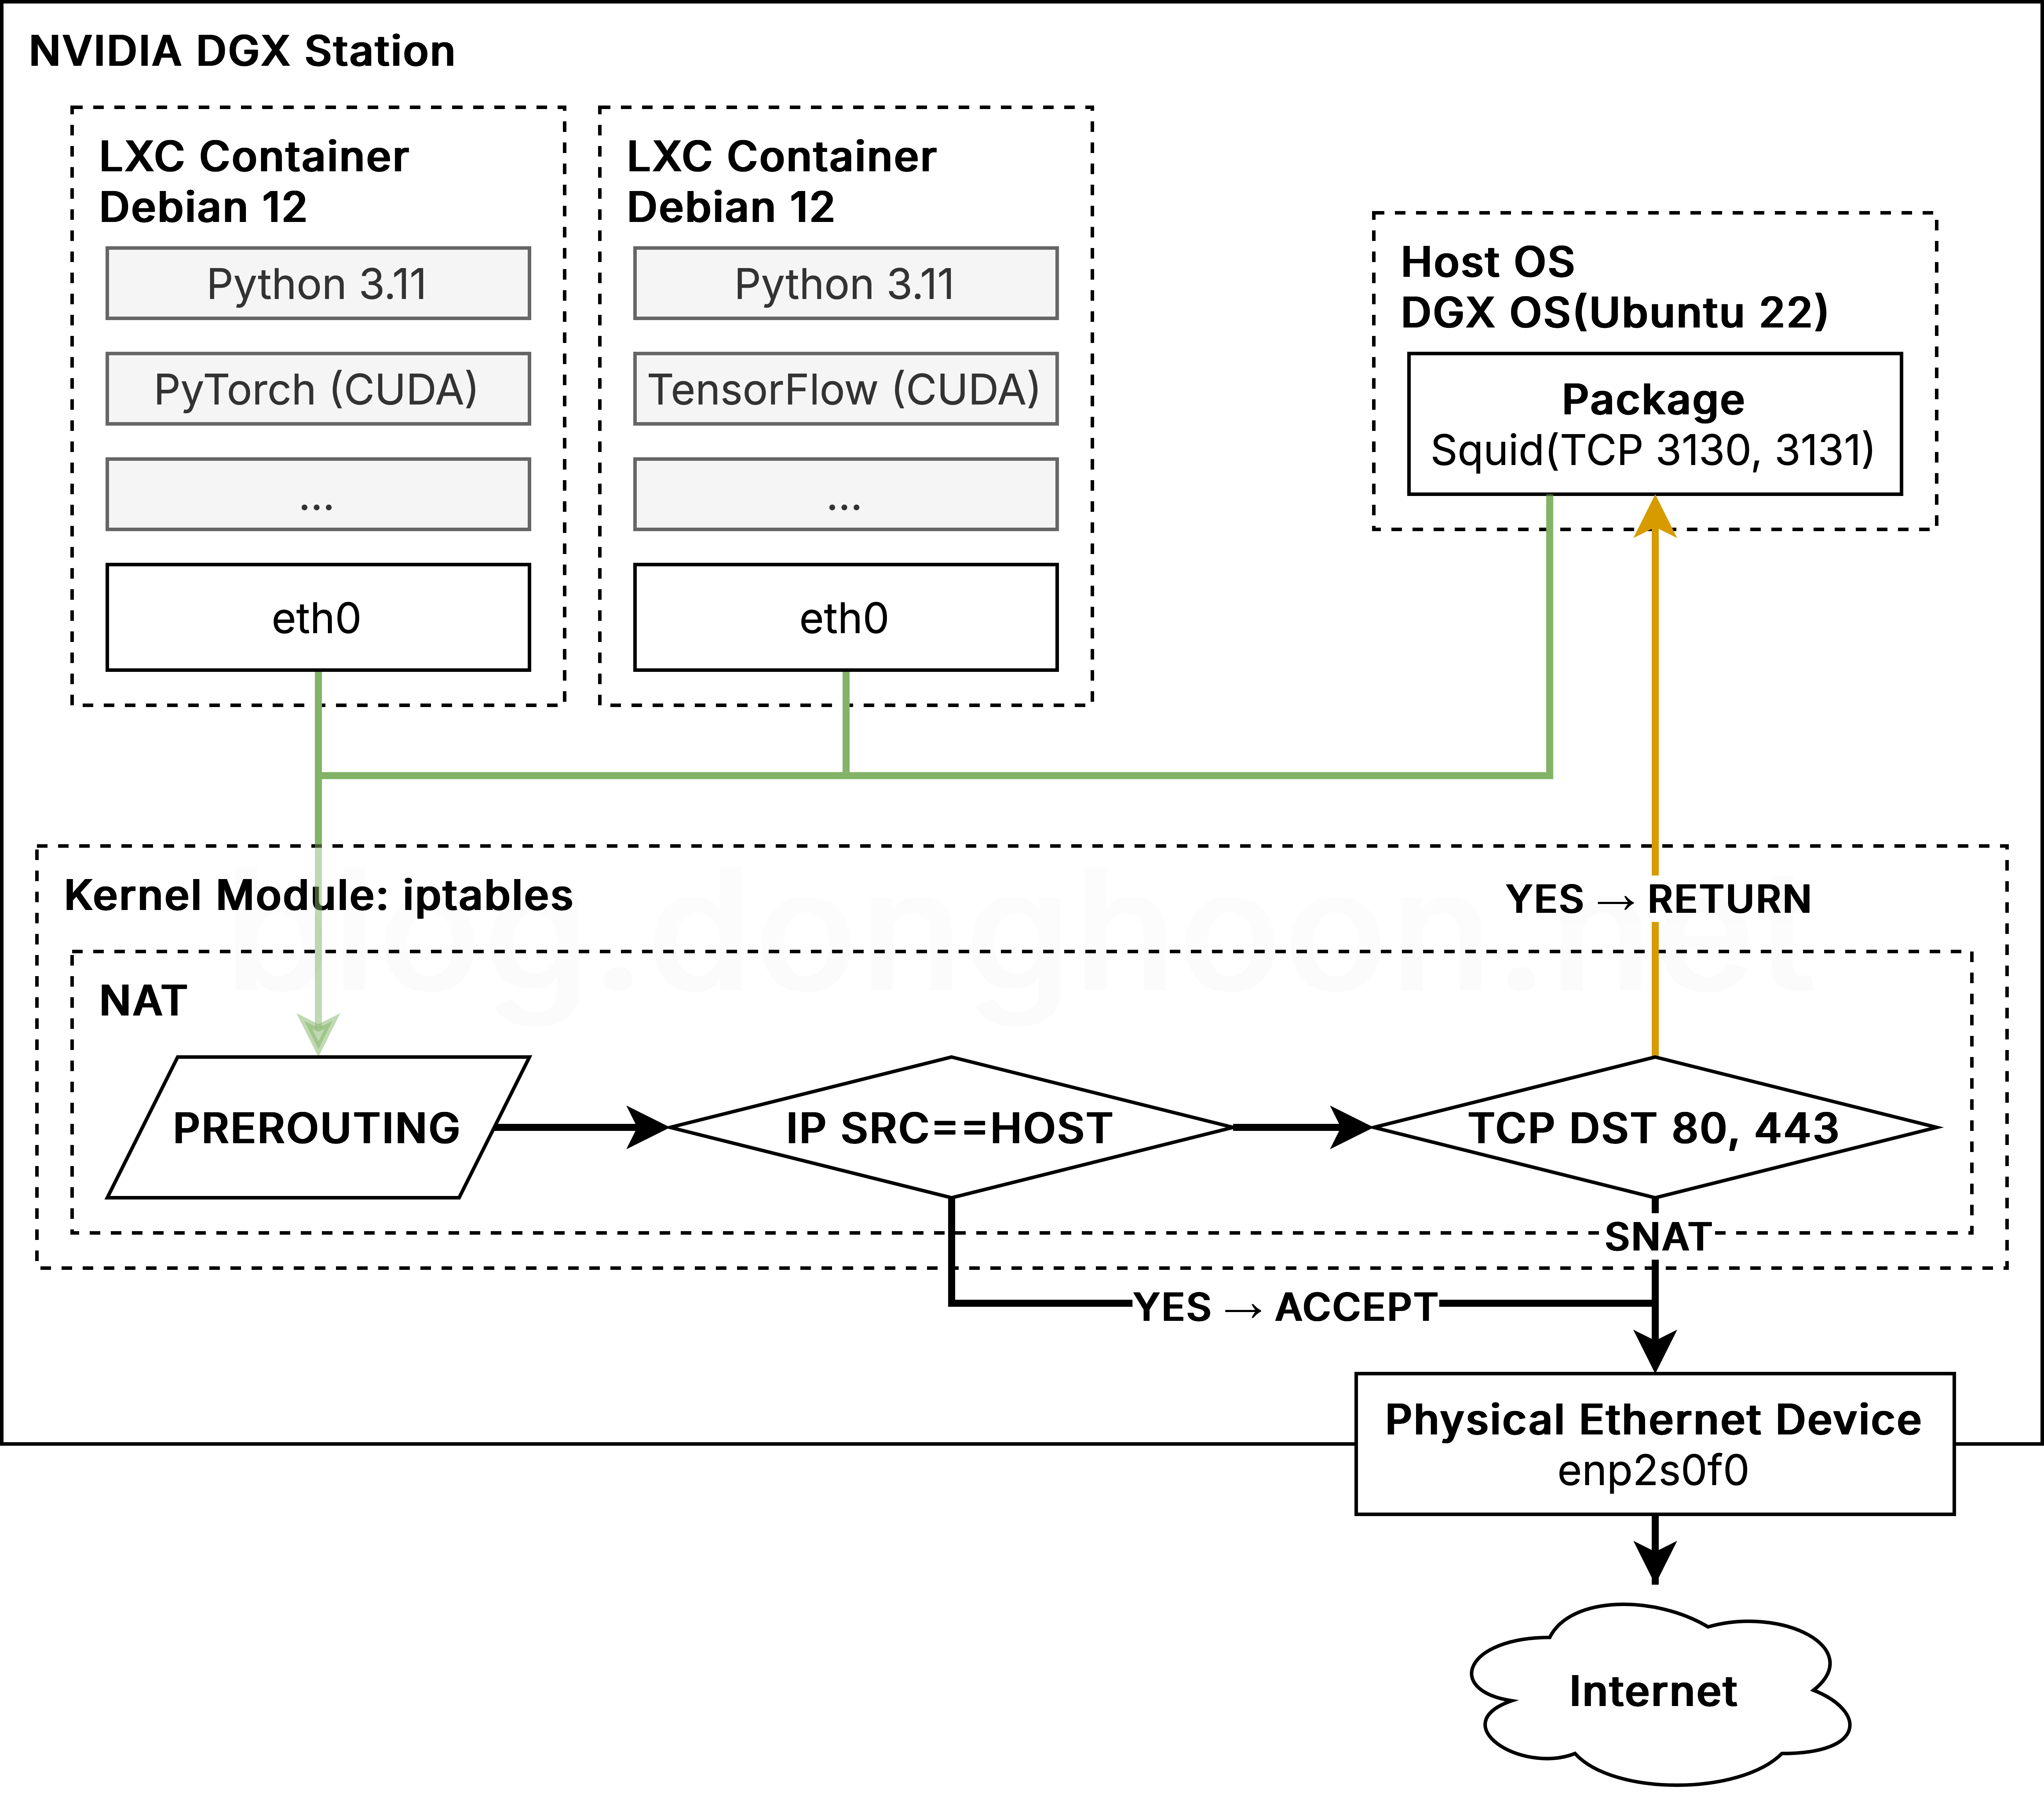 NVIDIA DGX Station
LXC Container
Debian 12
Python 3.11
PyTorch (CUDA)
...
eth0
LXC Container
Debian 12
Python 3.11
TensorFlow (CUDA)
...
eth0
Host OS
DGX OS(Ubuntu 22)
Package
Squid(TCP 3130, 3131)
Kernel Module: iptables
YES → RETURN
blog.donghoon.net
NAT
PREROUTING
IP SRC==HOST
TCP DST 80, 443
SNAT
YES → ACCEPT
Physical Ethernet Device
enp2s0f0
Internet